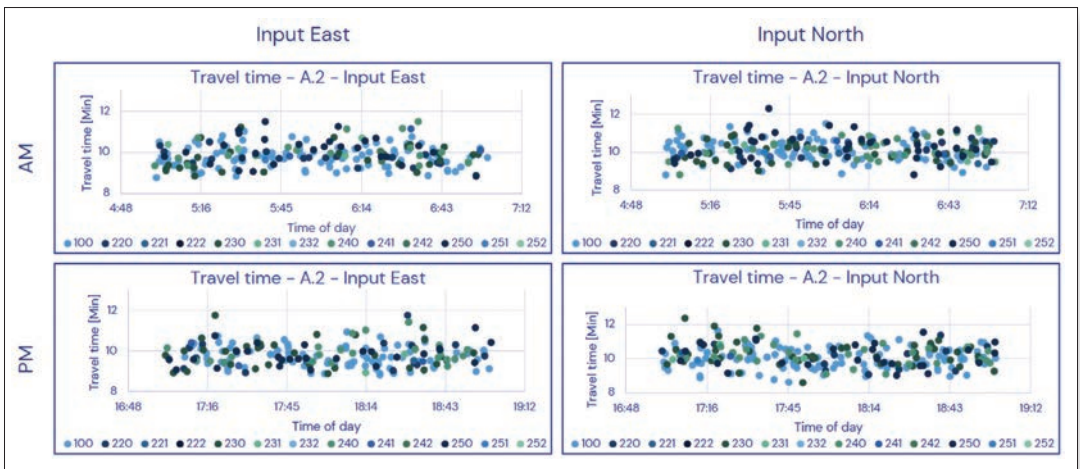 Input East
Input North
AM
Travel time - A.2 - Input East
Travel time [Min]
12
10
8
4:48 5:16 5:45 6:14 6:43 7:12
Time of day
100 220 221 222 230 231 232 240 241 242 250 251 252
Travel time - A.2 - Input North
Travel time [Min]
12
10
8
4:48 5:16 5:45 6:14 6:43 7:12
Time of day
100 220 221 222 230 231 232 240 241 242 250 251 252
PM
Travel time - A.2 - Input East
Travel time [Min]
12
10
8
16:48 17:16 17:45 18:14 18:43 19:12
Time of day
100 220 221 222 230 231 232 240 241 242 250 251 252
Travel time - A.2 - Input North
Travel time [Min]
12
10
8
16:48 17:16 17:45 18:14 18:43 19:12
Time of day
100 220 221 222 230 231 232 240 241 242 250 251 252